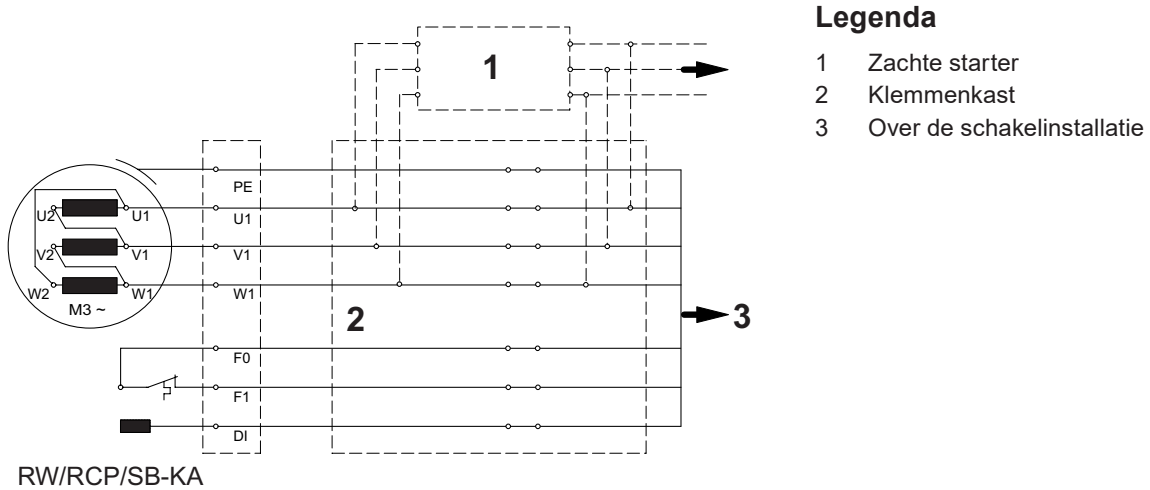 Legenda
1 Zachte starter
2 Klemmenkast
3 Over de schakelinstallatie
1
PE
U2 U1 U1
V2 V1 V1
W2 W1 W1
M3 ~
2
3
F0
F1
DI
RW/RCP/SB-KA